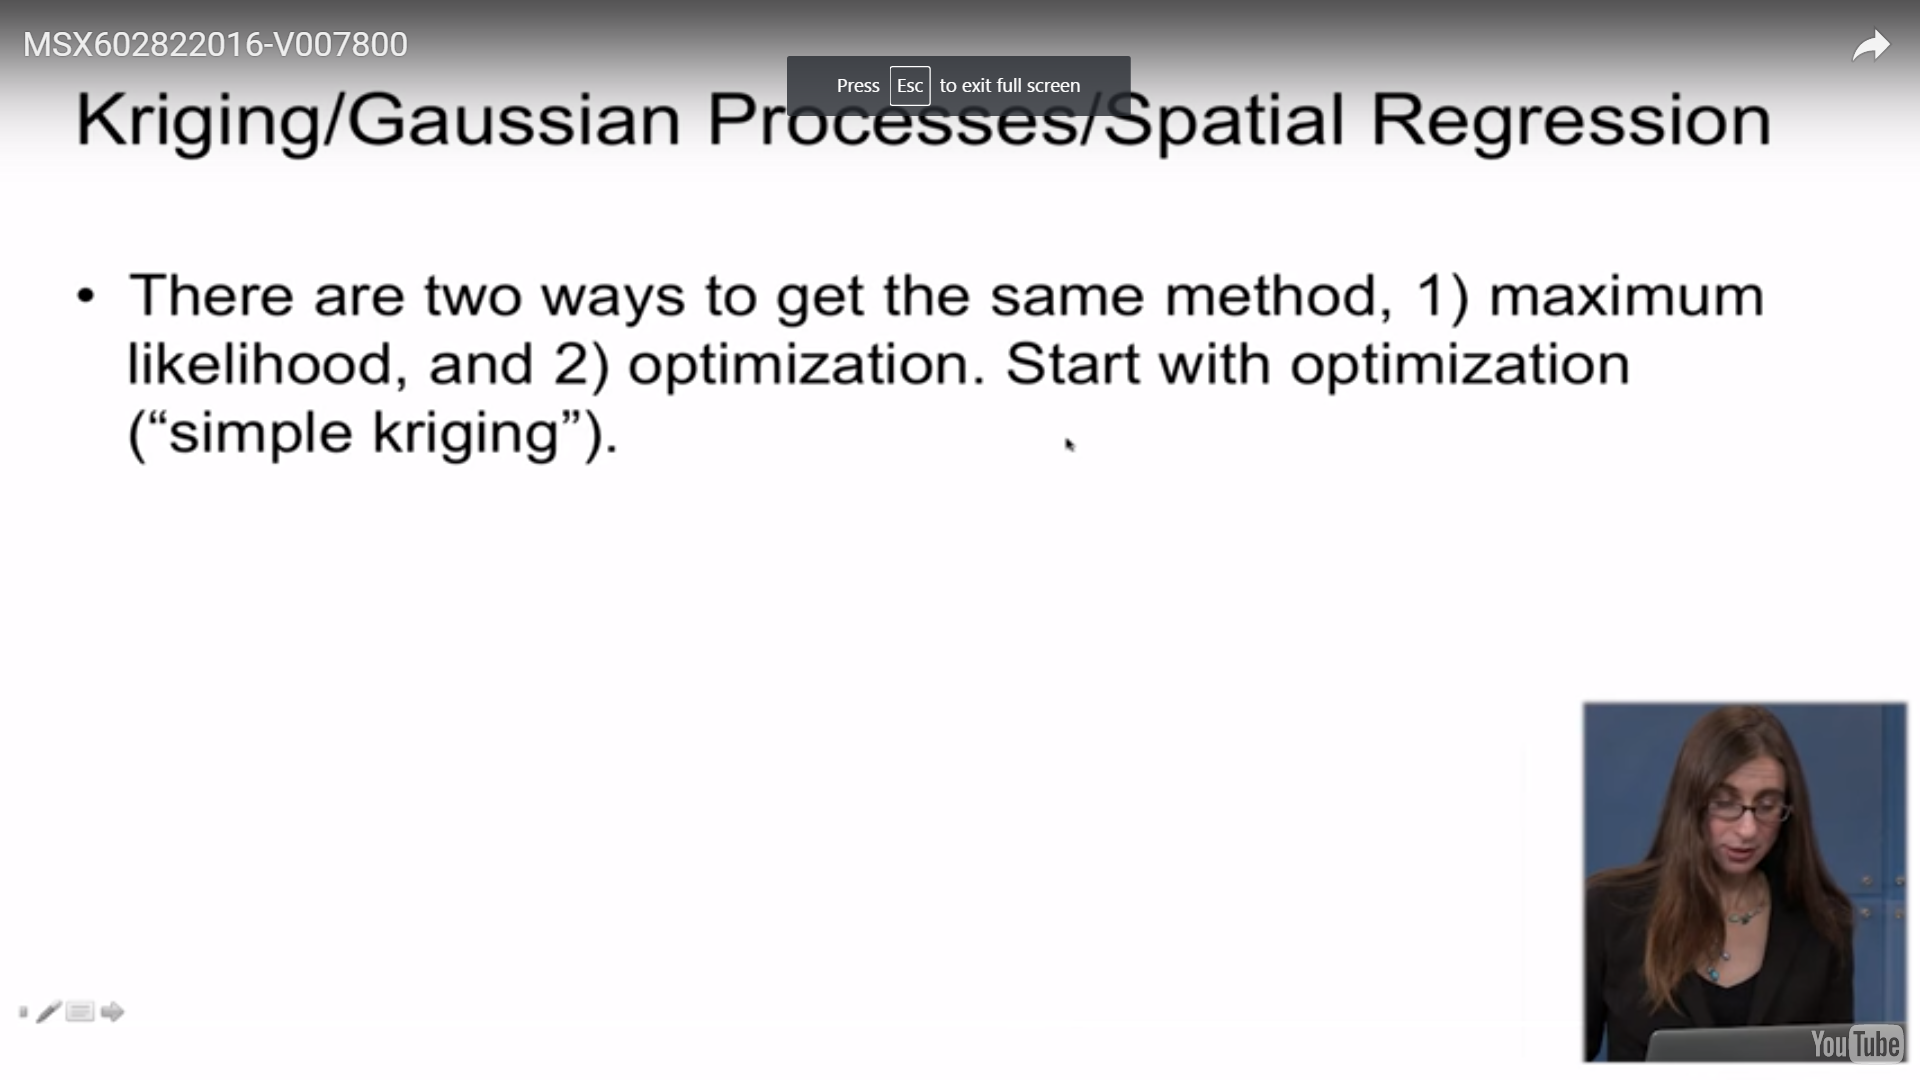 MSX602822016-V007800
Press Esc to exit full screen
Kriging/Gaussian Processes/Spatial Regression
• There are two ways to get the same method, 1) maximum
likelihood, and 2) optimization. Start with optimization
(“simple kriging”).
YouTube